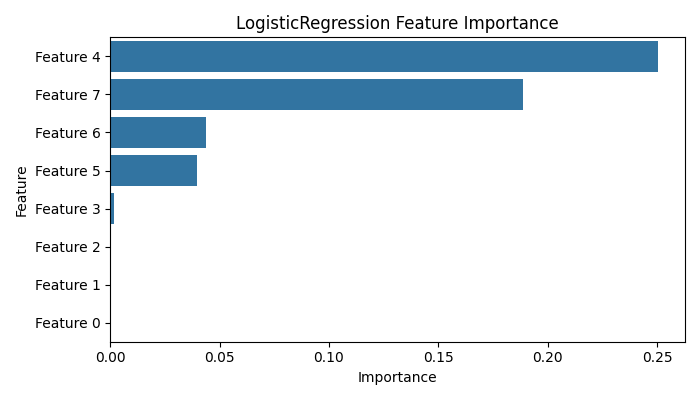 LogisticRegression Feature Importance
Feature
Feature 4
Feature 7
Feature 6
Feature 5
Feature 3
Feature 2
Feature 1
Feature 0
0.00 0.05 0.10 0.15 0.20 0.25
Importance